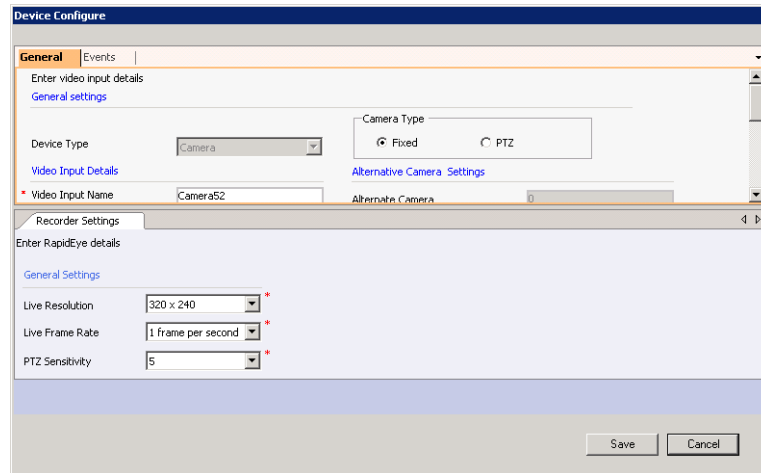 Device Configure
General Events
Enter video input details
General settings
Camera Type
Device Type Camera Fixed PTZ
Video Input Details Alternative Camera Settings
* Video Input Name Camera52 Alternate Camera 0
Recorder Settings
Enter RapidEye details
General Settings
Live Resolution 320 x 240 *
Live Frame Rate 1 frame per second *
PTZ Sensitivity 5 *
Save Cancel